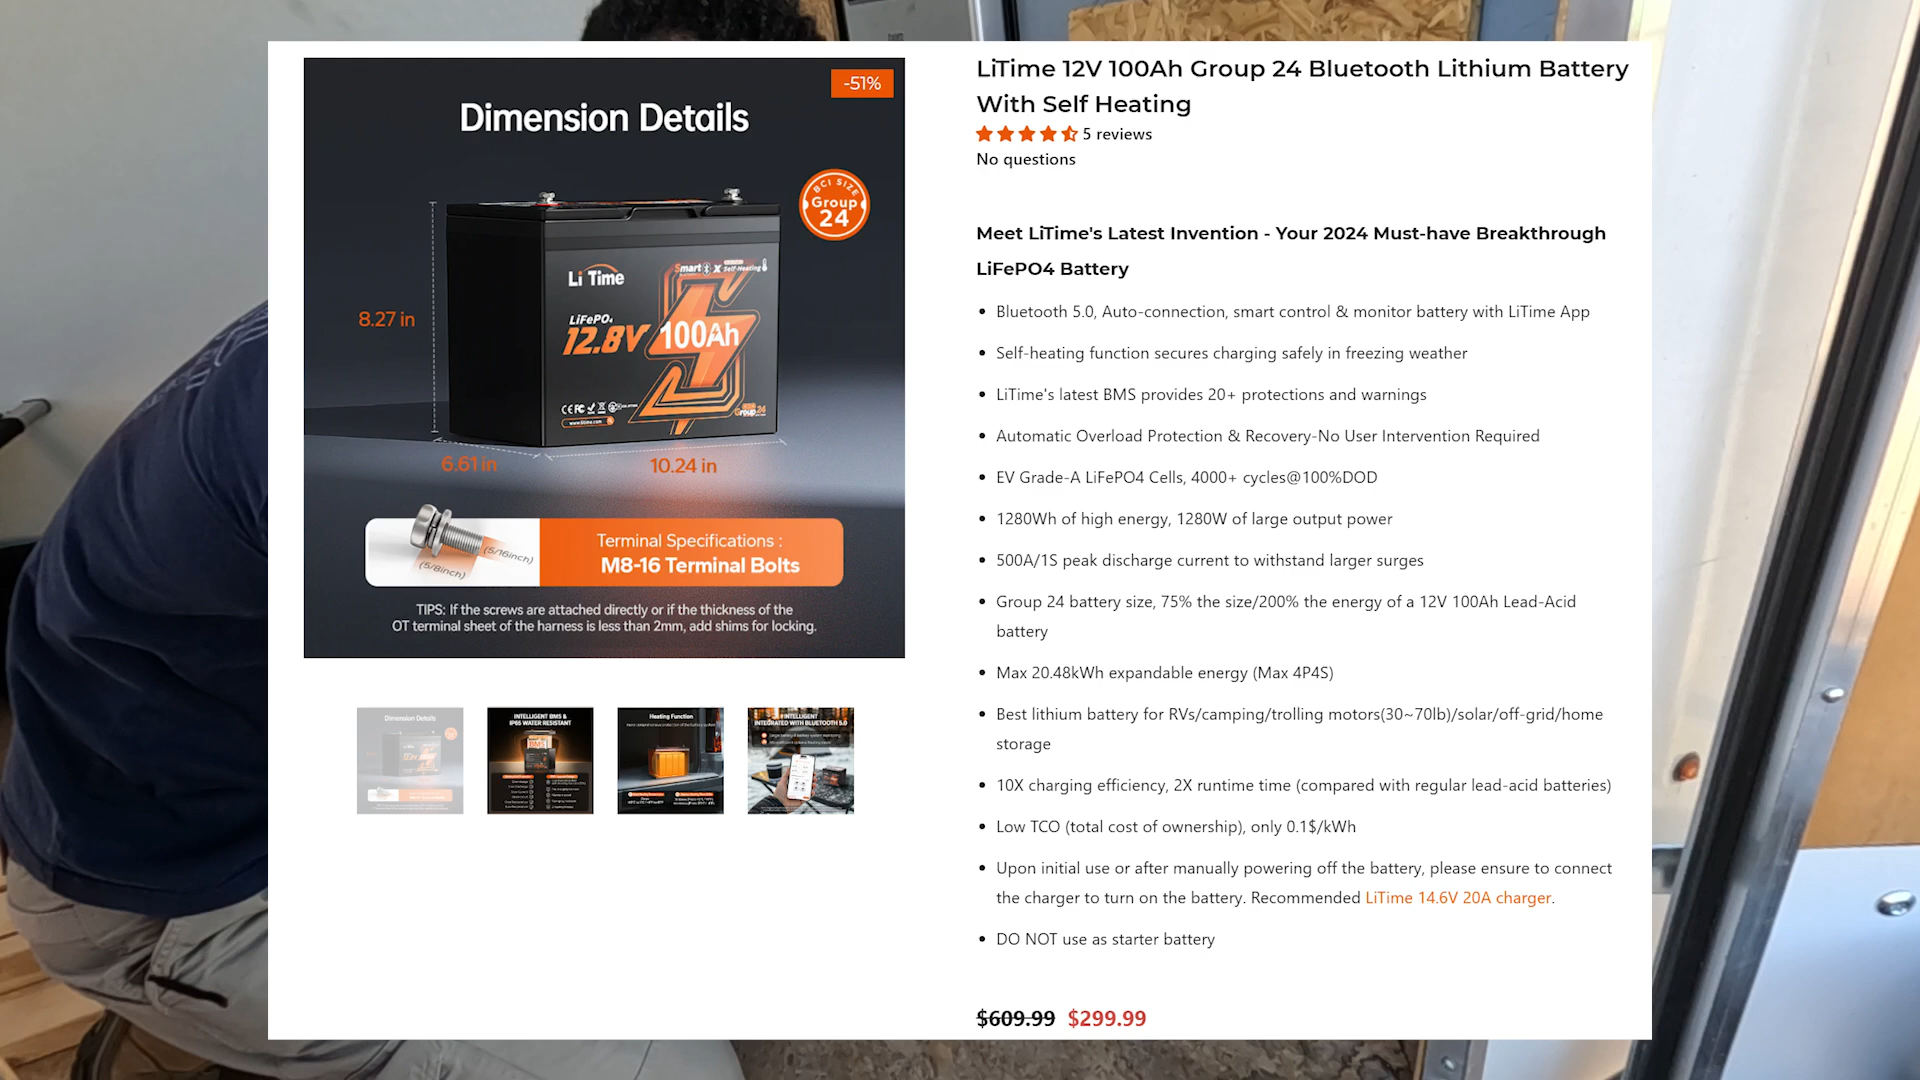 -51%
Dimension Details
BCI SIZE
Group
24
8.27 in
Li Time
Smart X Self-Heating
LiFePO₄
12.8V 100Ah
Group 24
6.61 in
10.24 in
(5/16inch)
(5/8inch)
Terminal Specifications :
M8-16 Terminal Bolts
TIPS: If the screws are attached directly or if the thickness of the
OT terminal sheet of the harness is less than 2mm, add shims for locking.
Dimension Details
INTELLIGENT BMS &
IP65 WATER RESISTANT
BMS
Heating Function
INTELLIGENT
INTEGRATED WITH BLUETOOTH 5.0
LiTime 12V 100Ah Group 24 Bluetooth Lithium Battery
With Self Heating
5 reviews
No questions
Meet LiTime's Latest Invention - Your 2024 Must-have Breakthrough
LiFePO4 Battery
• Bluetooth 5.0, Auto-connection, smart control & monitor battery with LiTime App
• Self-heating function secures charging safely in freezing weather
• LiTime's latest BMS provides 20+ protections and warnings
• Automatic Overload Protection & Recovery-No User Intervention Required
• EV Grade-A LiFePO4 Cells, 4000+ cycles@100%DOD
• 1280Wh of high energy, 1280W of large output power
• 500A/1S peak discharge current to withstand larger surges
• Group 24 battery size, 75% the size/200% the energy of a 12V 100Ah Lead-Acid
battery
• Max 20.48kWh expandable energy (Max 4P4S)
• Best lithium battery for RVs/camping/trolling motors(30~70lb)/solar/off-grid/home
storage
• 10X charging efficiency, 2X runtime time (compared with regular lead-acid batteries)
• Low TCO (total cost of ownership), only 0.1$/kWh
• Upon initial use or after manually powering off the battery, please ensure to connect
the charger to turn on the battery. Recommended LiTime 14.6V 20A charger.
• DO NOT use as starter battery
$609.99 $299.99